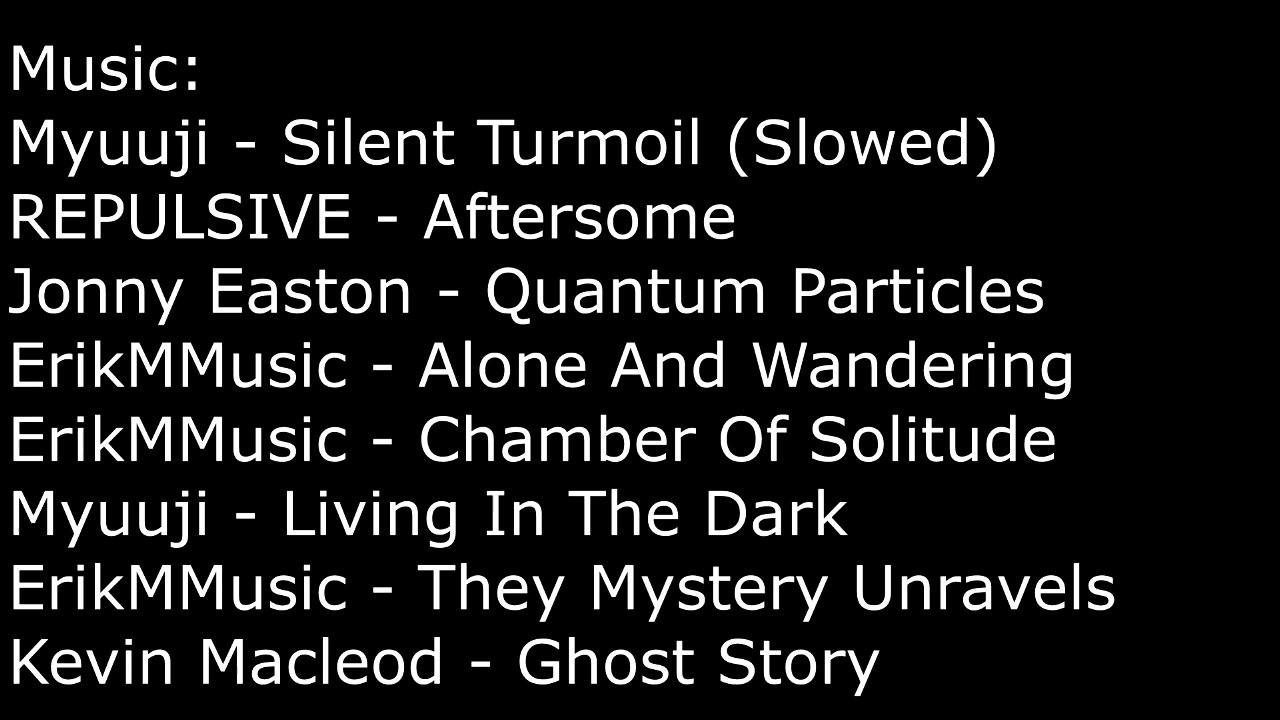 Music:
Myuuji - Silent Turmoil (Slowed)
REPULSIVE - Aftersome
Jonny Easton - Quantum Particles
ErikMMusic - Alone And Wandering
ErikMMusic - Chamber Of Solitude
Myuuji - Living In The Dark
ErikMMusic - They Mystery Unravels
Kevin Macleod - Ghost Story